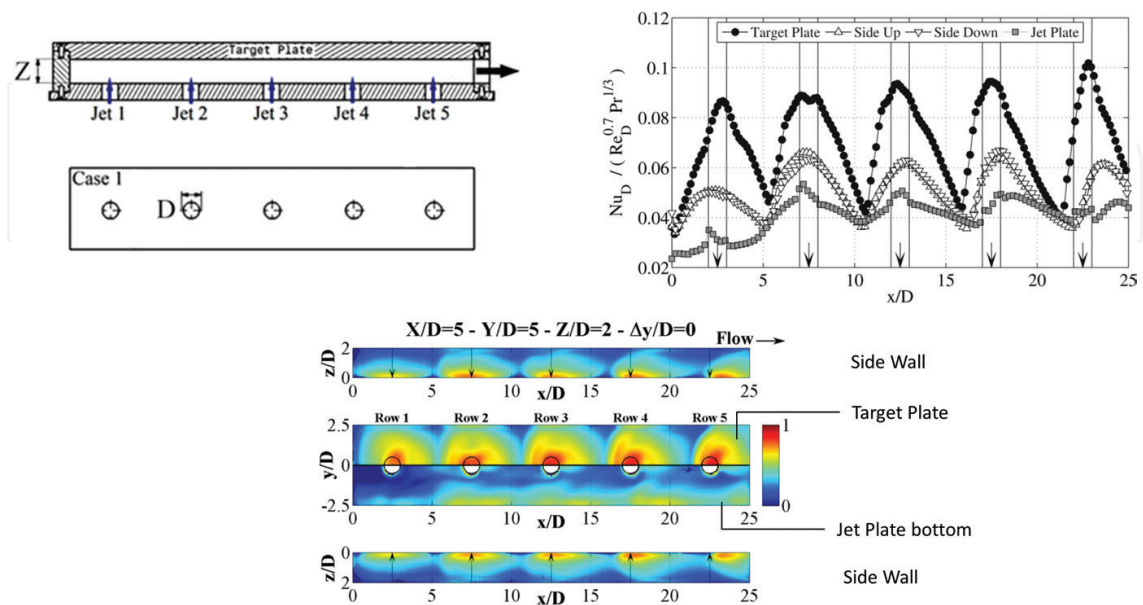 Target Plate
Z
Jet 1 Jet 2 Jet 3 Jet 4 Jet 5
Case 1
D
0.12
Target Plate Side Up Side Down Jet Plate
0.1
0.08
0.06
0.04
0.02
Nu_D / ( Re_D^0.7 Pr^1/3 )
0 5 10 15 20 25
x/D
X/D=5 - Y/D=5 - Z/D=2 - Δy/D=0
Flow
z/D
2
0
0 5 10 15 20 25
x/D
Side Wall
Row 1 Row 2 Row 3 Row 4 Row 5
Target Plate
y/D
2.5
0
-2.5
0 5 10 15 20 25
x/D
1
0
Jet Plate bottom
z/D
0
2
0 5 10 15 20 25
x/D
Side Wall